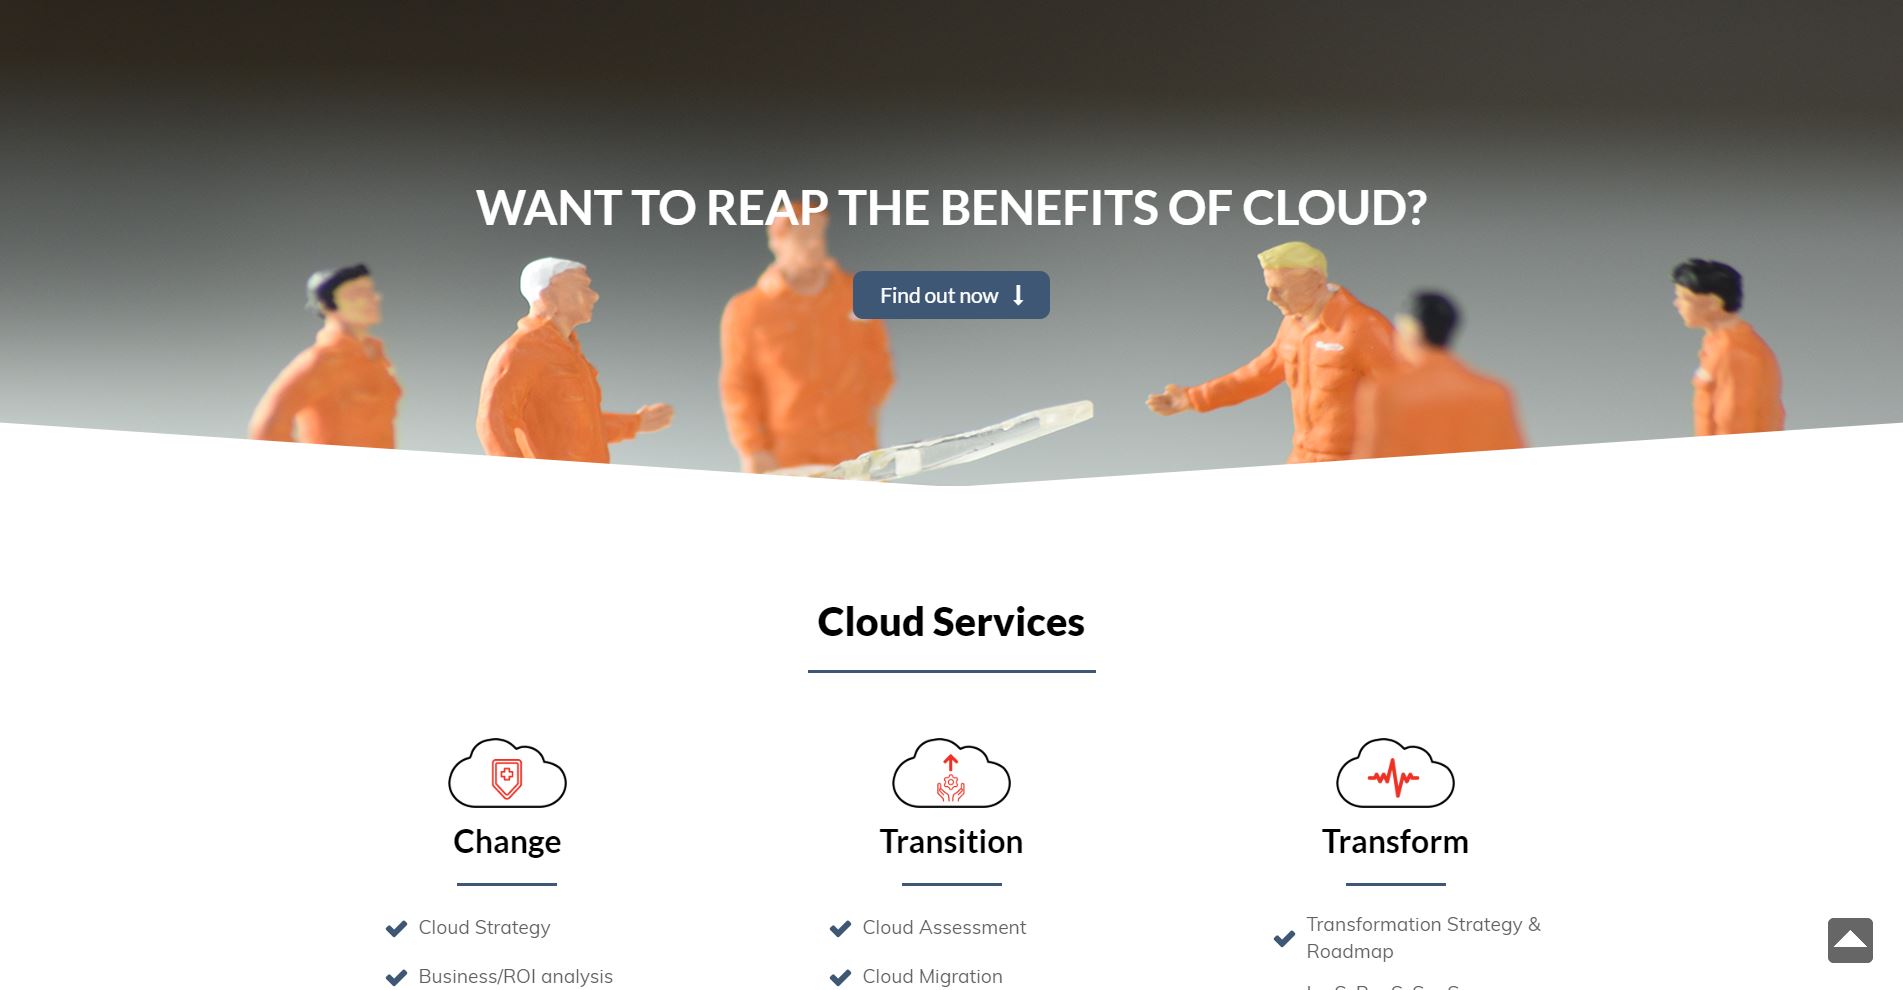 WANT TO REAP THE BENEFITS OF CLOUD?
Find out now
Cloud Services
Change
Transition
Transform
Cloud Strategy
Business/ROI analysis
Cloud Assessment
Cloud Migration
Transformation Strategy &
Roadmap